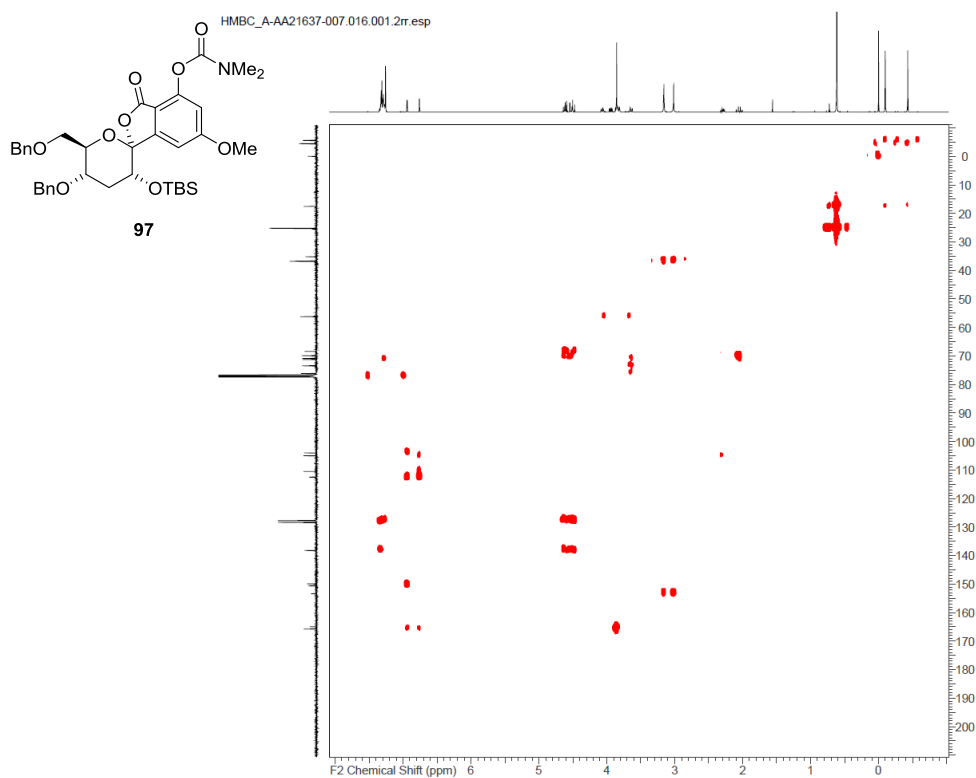 HMBC_A-AA21637-007.016.001.2rr.esp
O
O
NMe2
O
O
O
BnO
OMe
BnO
OTBS
97
0
10
20
30
40
50
60
70
80
90
100
110
120
130
140
150
160
170
180
190
200
F2 Chemical Shift (ppm) 6 5 4 3 2 1 0